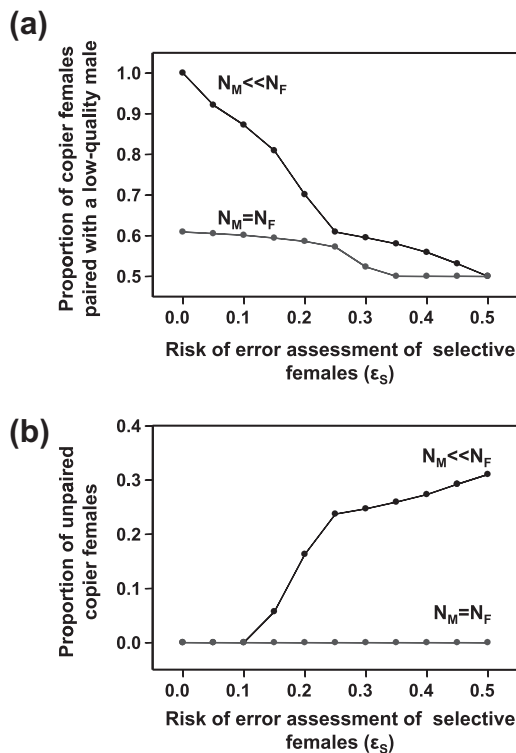 (a)
Proportion of copier females
paired with a low-quality male
1.0
0.9
0.8
0.7
0.6
0.5
N_M<<N_F
N_M=N_F
0.0 0.1 0.2 0.3 0.4 0.5
Risk of error assessment of selective
females (ε_S)
(b)
Proportion of unpaired
copier females
0.4
0.3
0.2
0.1
0.0
N_M<<N_F
N_M=N_F
0.0 0.1 0.2 0.3 0.4 0.5
Risk of error assessment of selective
females (ε_S)